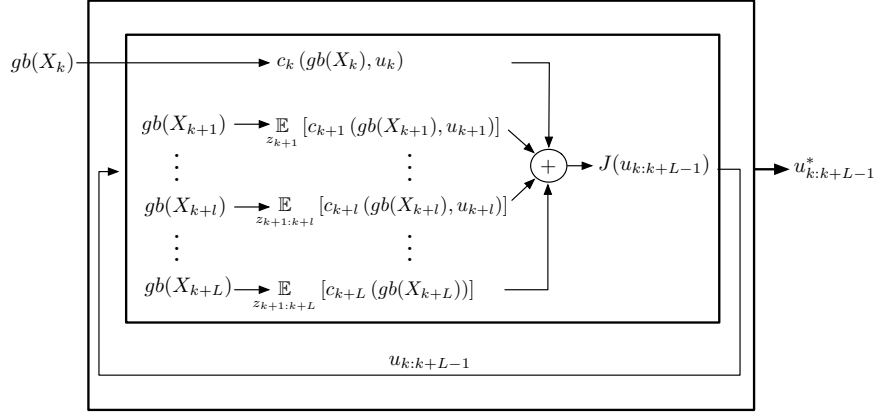 gb(X_k) c_k (gb(X_k), u_k)
gb(X_{k+1}) 𝔼_{z_{k+1}} [c_{k+1} (gb(X_{k+1}), u_{k+1})]
⋮ ⋮
+ J(u_{k:k+L−1}) u*_{k:k+L−1}
gb(X_{k+l}) 𝔼_{z_{k+1:k+l}} [c_{k+l} (gb(X_{k+l}), u_{k+l})]
⋮ ⋮
gb(X_{k+L}) 𝔼_{z_{k+1:k+L}} [c_{k+L} (gb(X_{k+L}))]
u_{k:k+L−1}